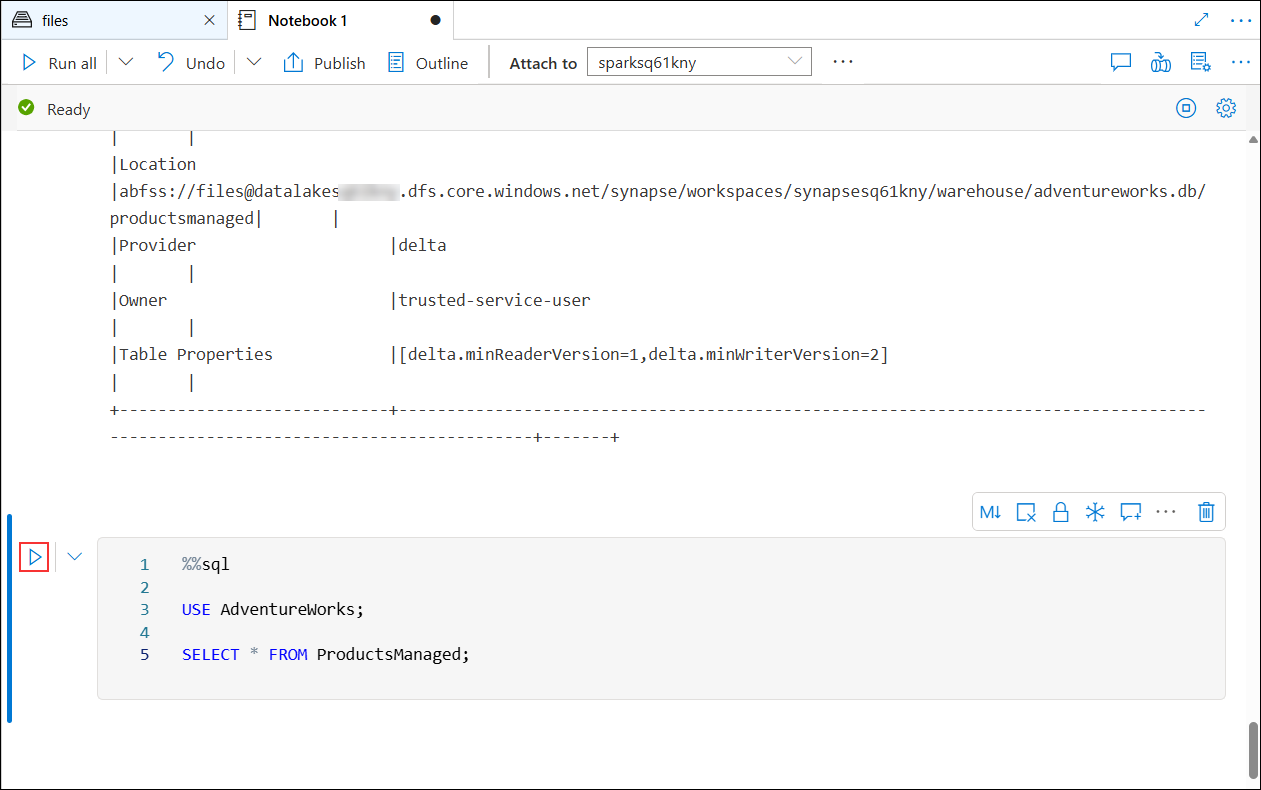 files
Notebook 1
Run all
Undo
Publish
Outline
Attach to
sparksq61kny
Ready
| |
|Location
|abfss://files@datalakes .dfs.core.windows.net/synapse/workspaces/synapsesq61kny/warehouse/adventureworks.db/
productsmanaged| |
|Provider |delta
| |
|Owner |trusted-service-user
| |
|Table Properties |[delta.minReaderVersion=1,delta.minWriterVersion=2]
| |
+----------------------------+------------------------------------------------------------------------------------
--------------------------------------------+-------+
M↓
1 %%sql
2
3 USE AdventureWorks;
4
5 SELECT * FROM ProductsManaged;